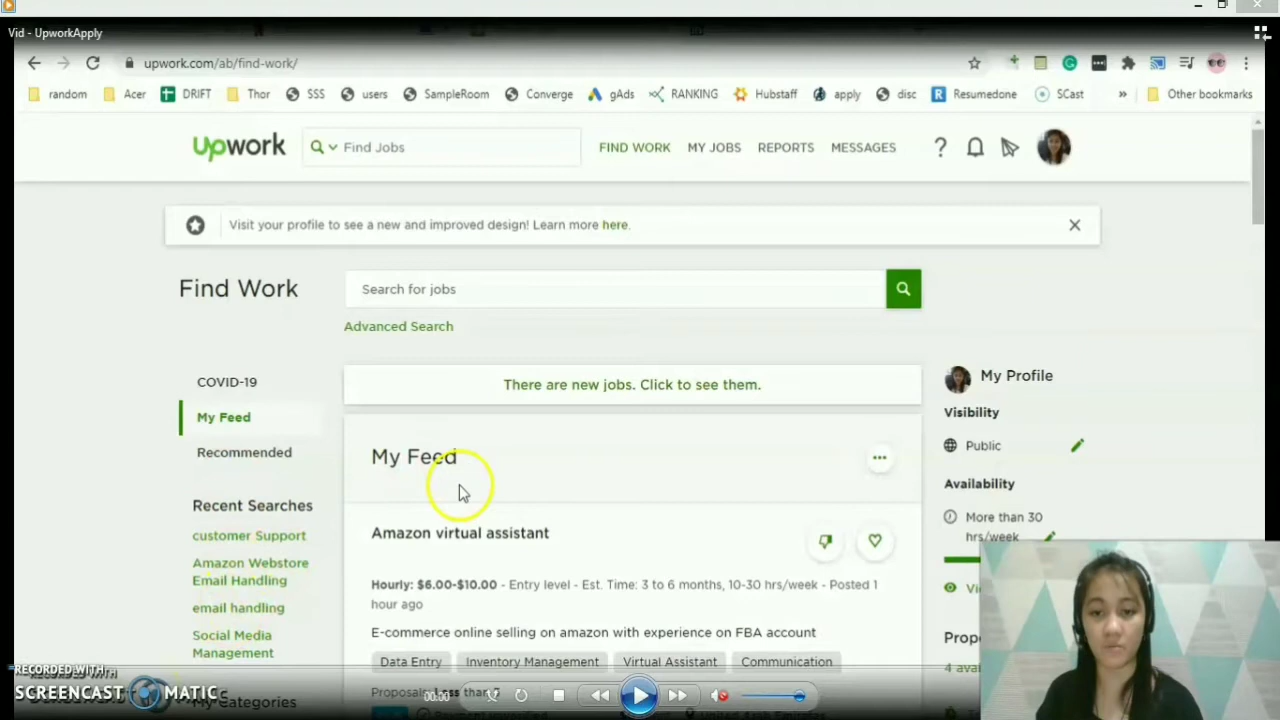 Vid - UpworkApply
upwork.com/ab/find-work/
random Acer DRIFT Thor SSS users SampleRoom Converge gAds RANKING Hubstaff apply disc Resumedone SCast » Other bookmarks
Upwork Find Jobs FIND WORK MY JOBS REPORTS MESSAGES
Visit your profile to see a new and improved design! Learn more here.
Find Work
Search for jobs
Advanced Search
COVID-19
My Feed
Recommended
Recent Searches
customer Support
Amazon Webstore
Email Handling
email handling
Social Media
Management
My Categories
There are new jobs. Click to see them.
My Feed
Amazon virtual assistant
Hourly: $6.00-$10.00 - Entry level - Est. Time: 3 to 6 months, 10-30 hrs/week - Posted 1
hour ago
E-commerce online selling on amazon with experience on FBA account
Data Entry Inventory Management Virtual Assistant Communication
My Profile
Visibility
Public
Availability
More than 30
hrs/week
RECORDED WITH
SCREENCAST MATIC
00:00